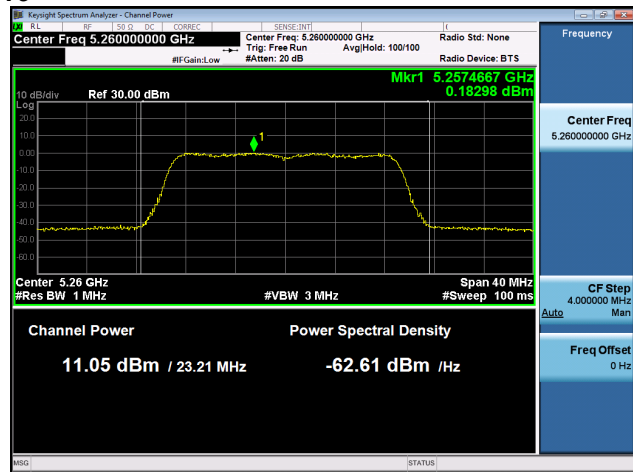 Keysight Spectrum Analyzer - Channel Power
RL RF 50 Ω DC CORREC SENSE:INT
Center Freq 5.260000000 GHz
#IFGain:Low
Center Freq: 5.260000000 GHz
Trig: Free Run Avg|Hold: 100/100
#Atten: 20 dB
Radio Std: None
Radio Device: BTS
Mkr1 5.2574667 GHz
0.18298 dBm
10 dB/div Ref 30.00 dBm
Log
20.0
10.0
0.00
-10.0
-20.0
-30.0
-40.0
-50.0
-60.0
1
Center 5.26 GHz Span 40 MHz
#Res BW 1 MHz #VBW 3 MHz #Sweep 100 ms
Channel Power Power Spectral Density
11.05 dBm / 23.21 MHz -62.61 dBm /Hz
Frequency
Center Freq
5.260000000 GHz
CF Step
4.000000 MHz
Auto Man
Freq Offset
0 Hz
MSG STATUS